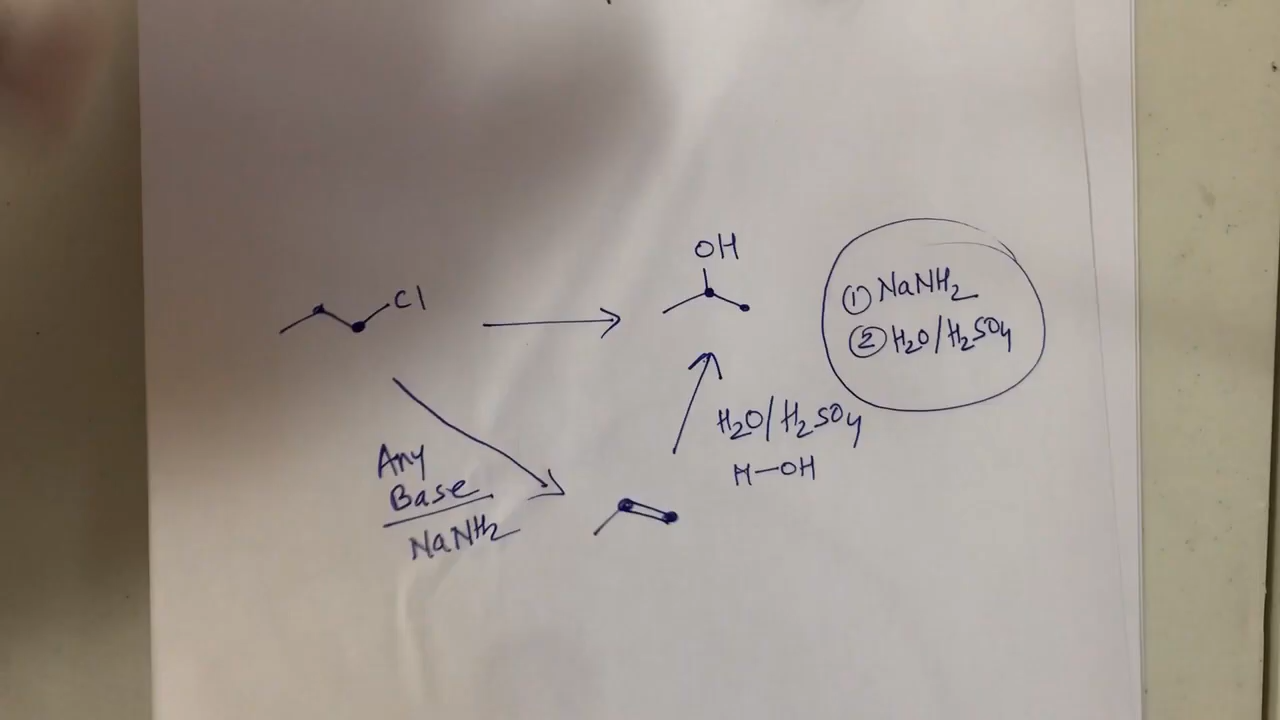 OH
Cl
① NaNH2
② H2O/H2SO4
H2O/H2SO4
H-OH
Any
Base
NaNH2